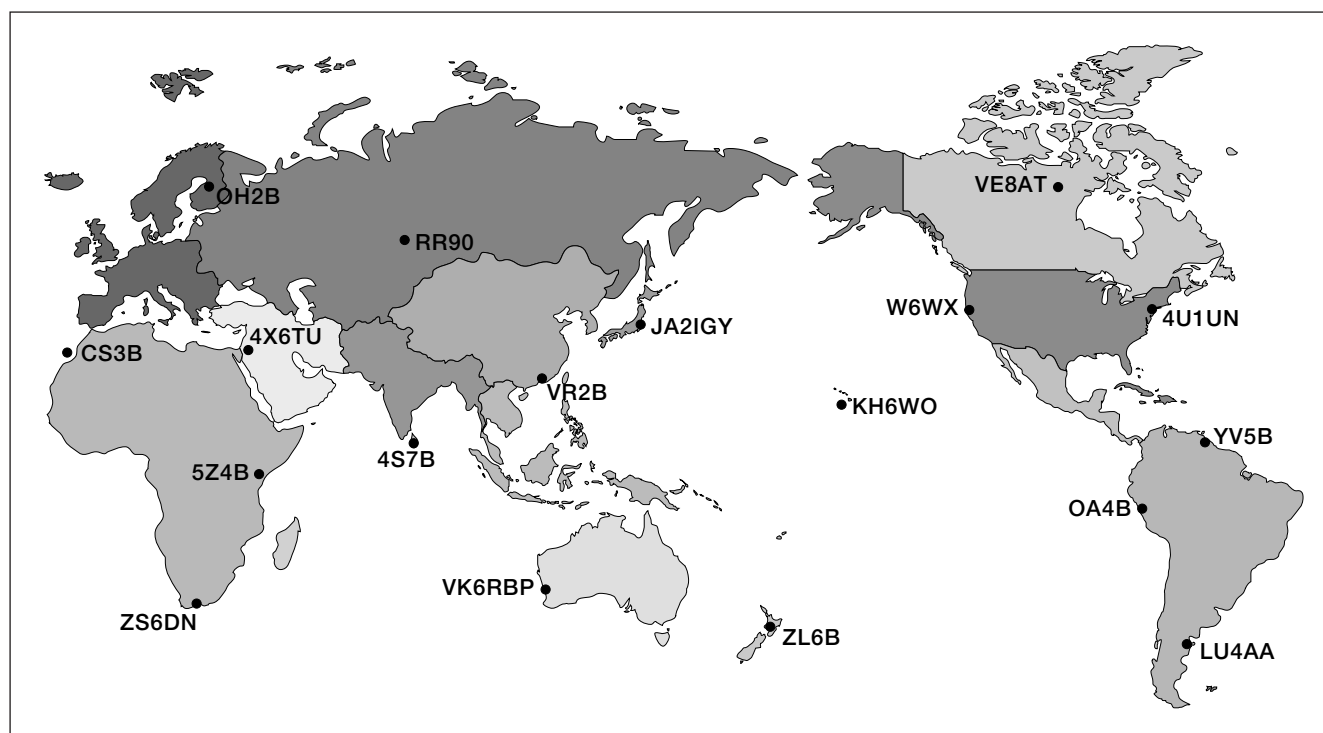 VE8AT
OH2B
RR90
W6WX
4U1UN
JA2IGY
4X6TU
CS3B
VR2B
KH6WO
YV5B
4S7B
5Z4B
OA4B
VK6RBP
ZS6DN
ZL6B
LU4AA